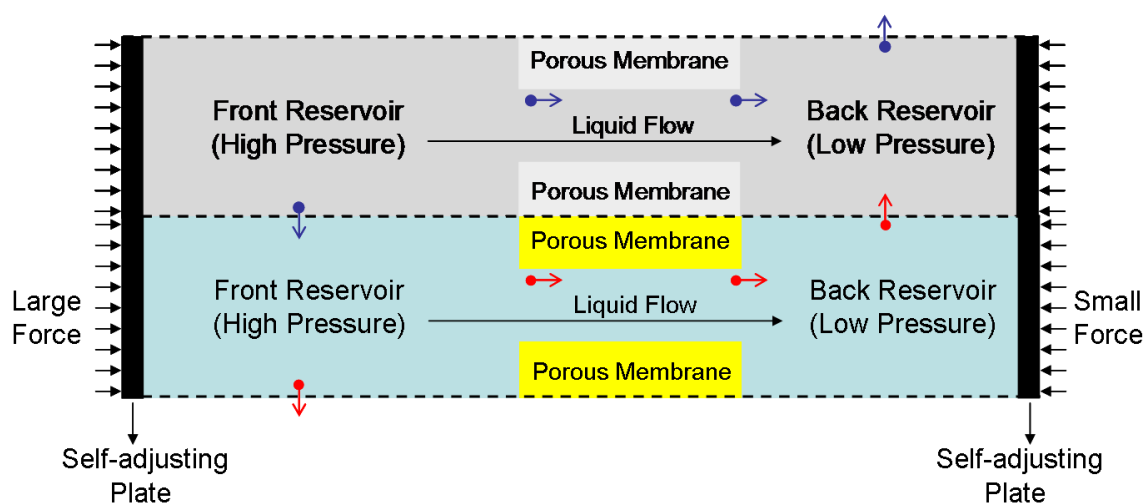 Porous Membrane
Front Reservoir
(High Pressure)
Liquid Flow
Back Reservoir
(Low Pressure)
Porous Membrane
Porous Membrane
Large
Force
Front Reservoir
(High Pressure)
Liquid Flow
Back Reservoir
(Low Pressure)
Small
Force
Porous Membrane
Self-adjusting
Plate
Self-adjusting
Plate